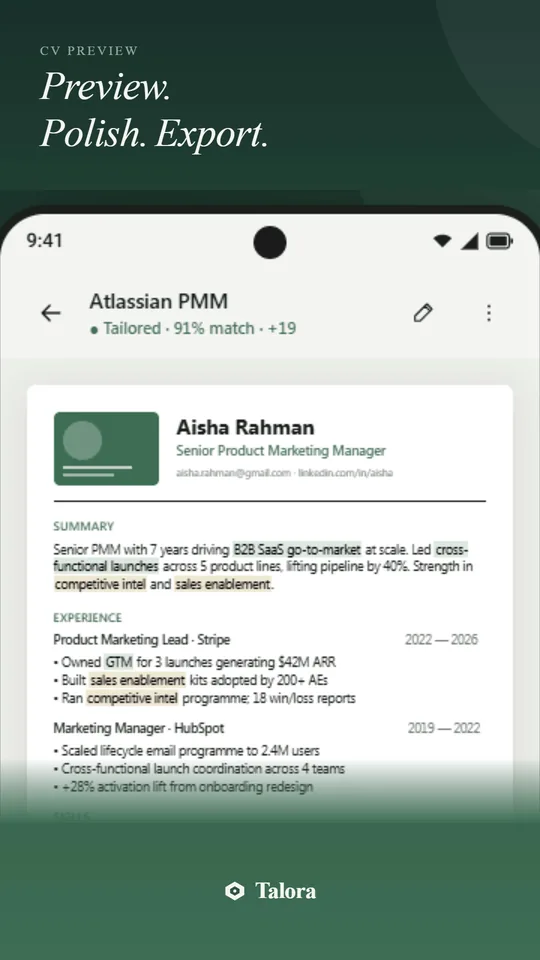 CV PREVIEW
Preview.
Polish. Export.
9:41
Atlassian PMM
● Tailored · 91% match · +19
Aisha Rahman
Senior Product Marketing Manager
aisha.rahman@gmail.com · linkedin.com/in/aisha
SUMMARY
Senior PMM with 7 years driving B2B SaaS go-to-market at scale. Led cross-
functional launches across 5 product lines, lifting pipeline by 40%. Strength in
competitive intel and sales enablement.
EXPERIENCE
Product Marketing Lead · Stripe 2022 — 2026
• Owned GTM for 3 launches generating $42M ARR
• Built sales enablement kits adopted by 200+ AEs
• Ran competitive intel programme; 18 win/loss reports
Marketing Manager · HubSpot 2019 — 2022
• Scaled lifecycle email programme to 2.4M users
• Cross-functional launch coordination across 4 teams
• +28% activation lift from onboarding redesign
Talora